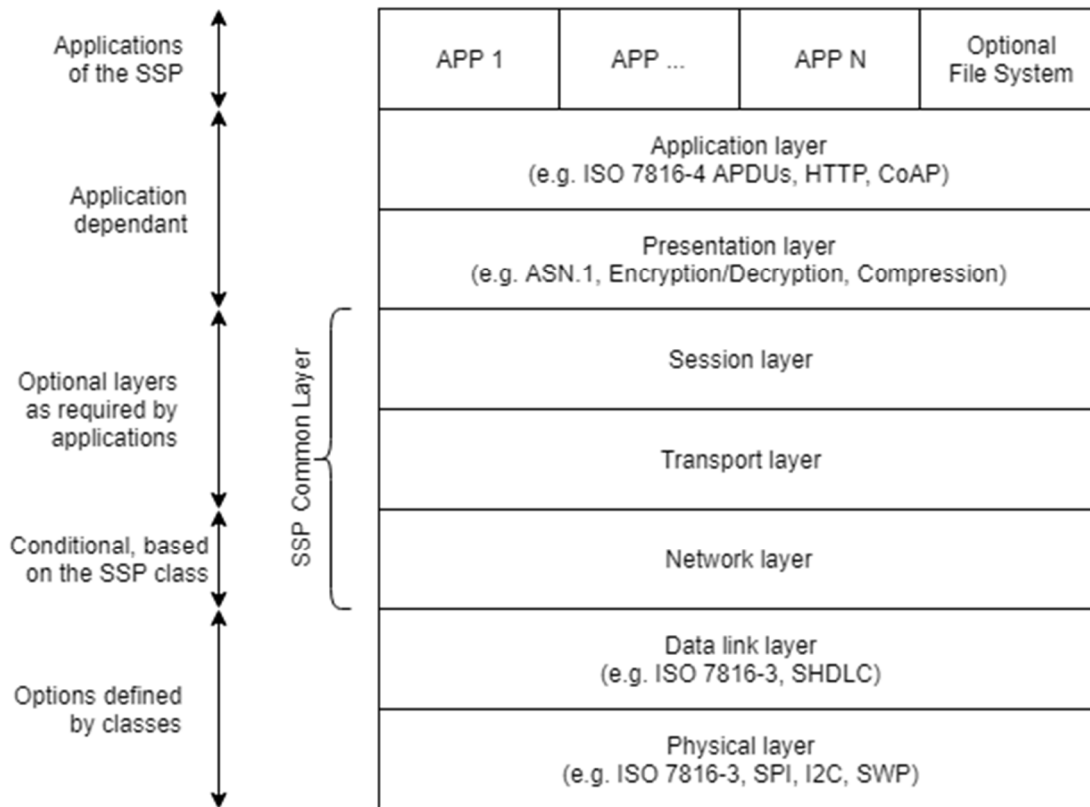 Applications
of the SSP
APP 1
APP ...
APP N
Optional
File System
Application
dependant
Application layer
(e.g. ISO 7816-4 APDUs, HTTP, CoAP)
Presentation layer
(e.g. ASN.1, Encryption/Decryption, Compression)
Optional layers
as required by
applications
SSP Common Layer
Session layer
Transport layer
Conditional, based
on the SSP class
Network layer
Options defined
by classes
Data link layer
(e.g. ISO 7816-3, SHDLC)
Physical layer
(e.g. ISO 7816-3, SPI, I2C, SWP)